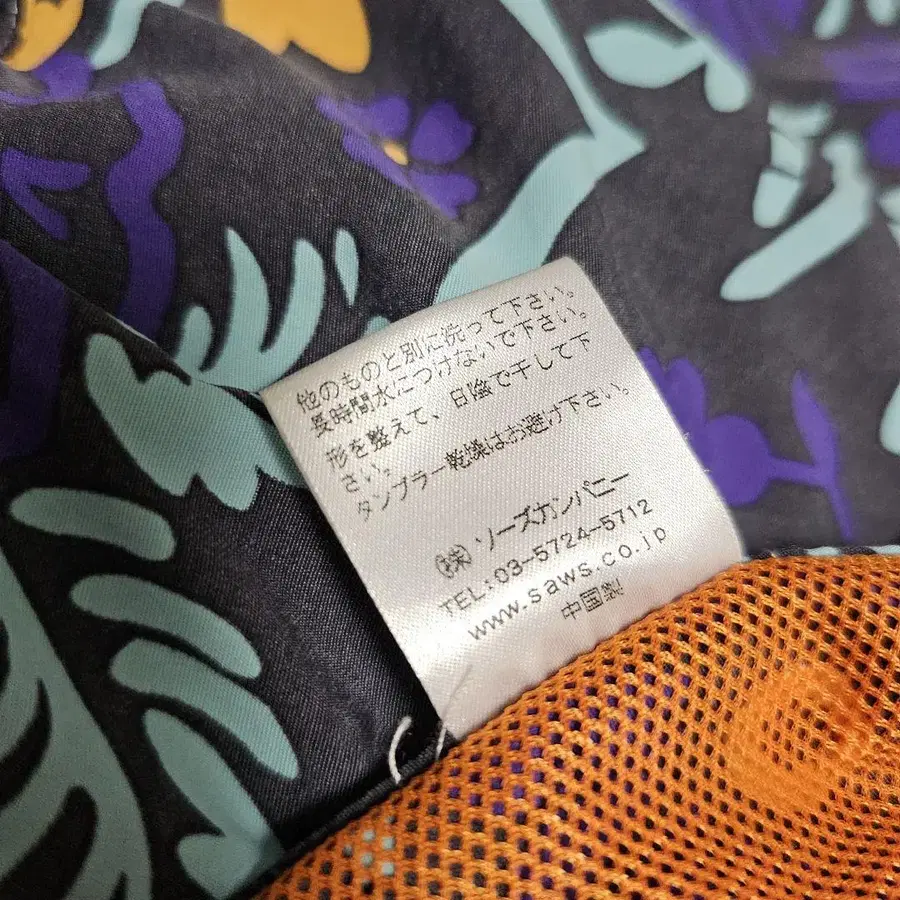 他のものと別に洗って下さい。
長時間水につけないで下さい。
形を整えて、日陰で干して下
さい。
タンブラー乾燥はお避け下さい。
(株) ソーズカンパニー
TEL:03-5724-5712
www.saws.co.jp
中国製